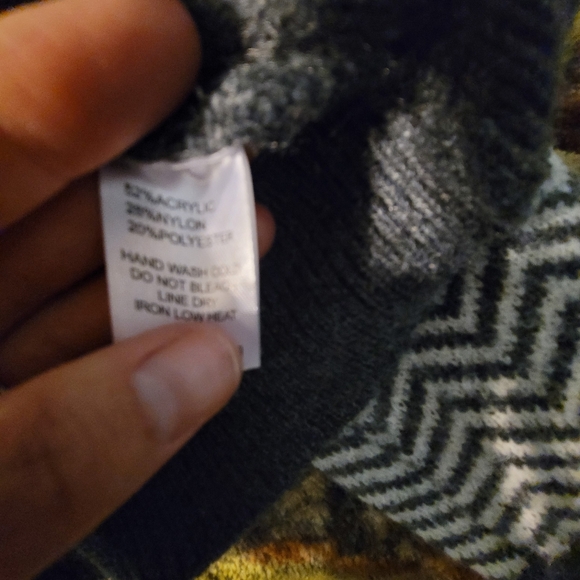 52%ACRYLIC
28%NYLON
20%POLYESTER
HAND WASH COLD
DO NOT BLEACH
LINE DRY
IRON LOW HEAT